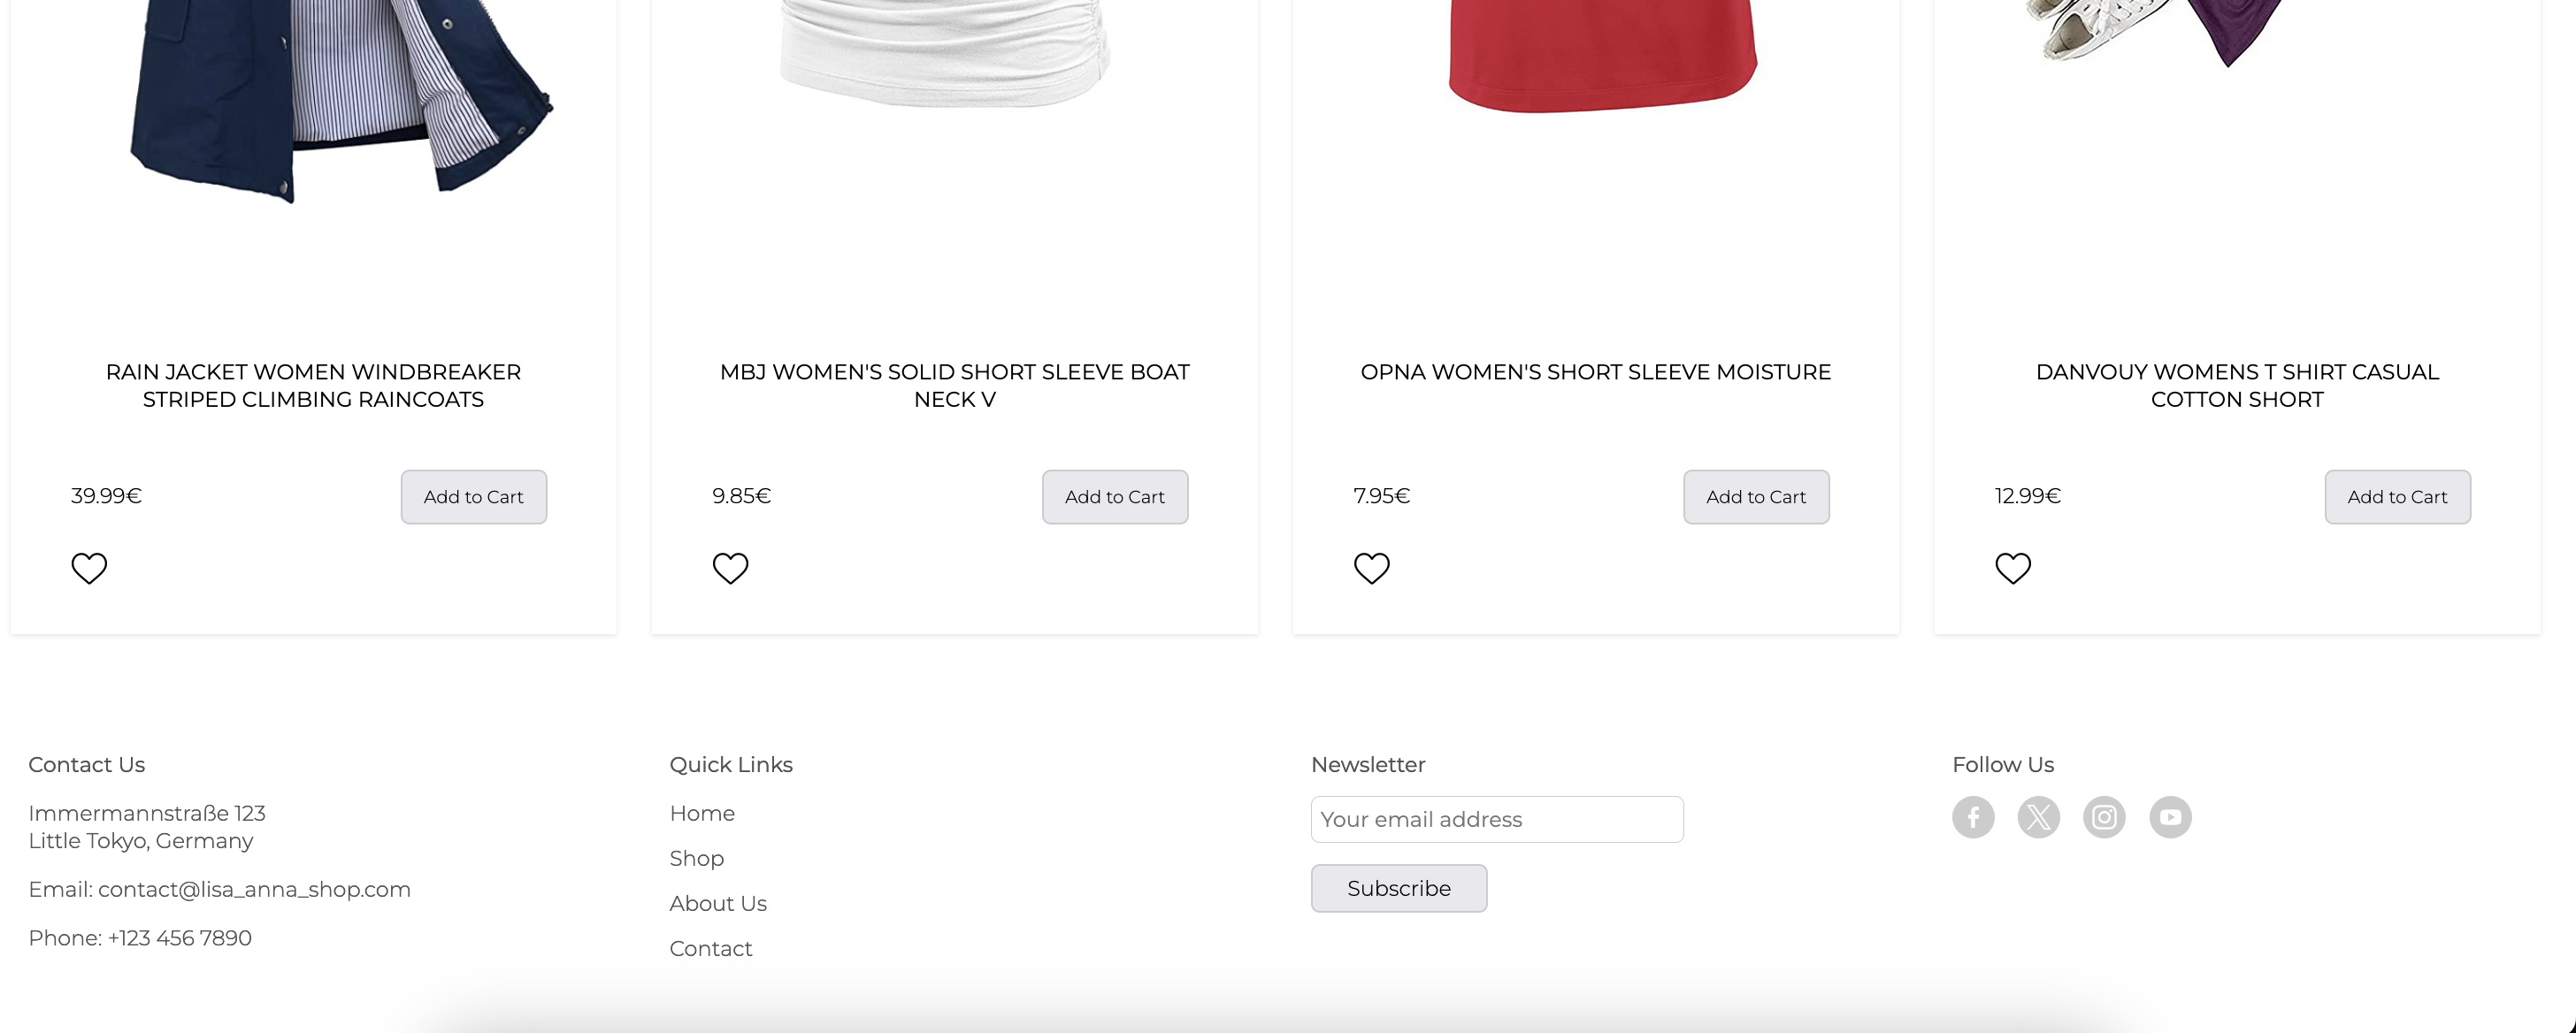 RAIN JACKET WOMEN WINDBREAKER
STRIPED CLIMBING RAINCOATS
39.99€
Add to Cart
MBJ WOMEN'S SOLID SHORT SLEEVE BOAT
NECK V
9.85€
Add to Cart
OPNA WOMEN'S SHORT SLEEVE MOISTURE
7.95€
Add to Cart
DANVOUY WOMENS T SHIRT CASUAL
COTTON SHORT
12.99€
Add to Cart
Contact Us
Immermannstraße 123
Little Tokyo, Germany
Email: contact@lisa_anna_shop.com
Phone: +123 456 7890
Quick Links
Home
Shop
About Us
Contact
Newsletter
Your email address
Subscribe
Follow Us